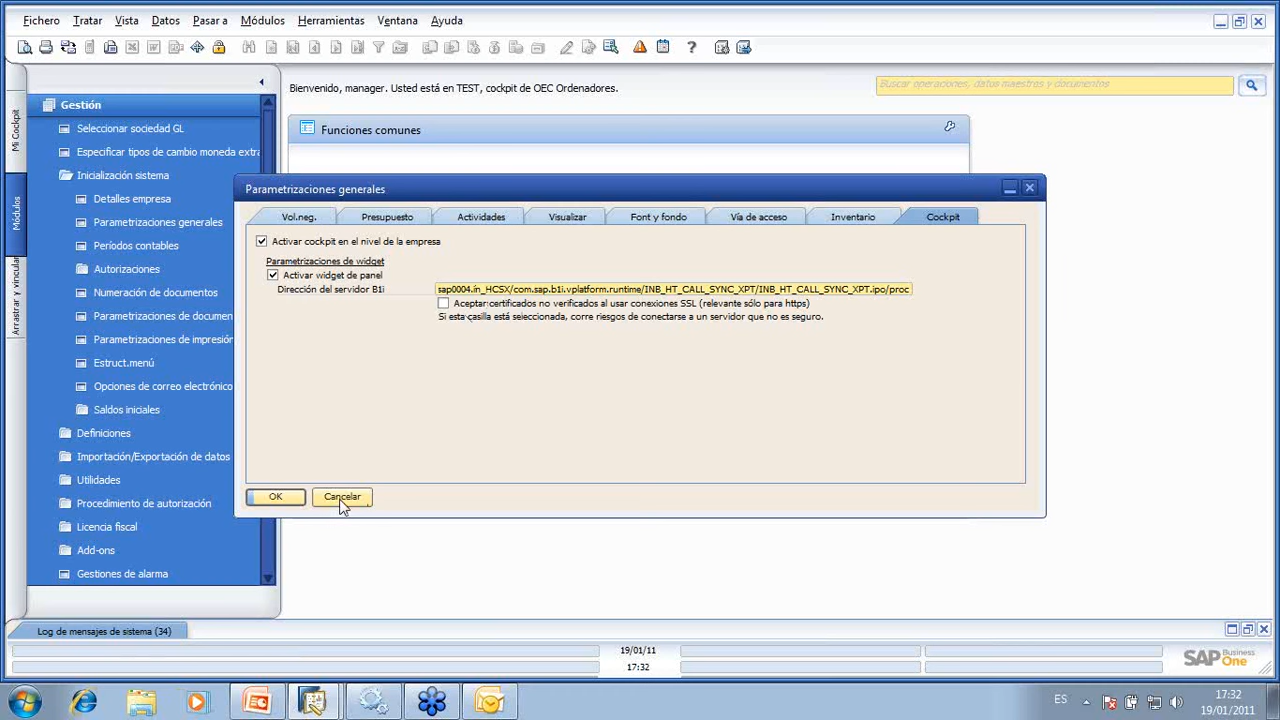 Fichero Tratar Vista Datos Pasar a Módulos Herramientas Ventana Ayuda
Mi Cockpit
Módulos
Arrastrar y vincular
Gestión
Seleccionar sociedad GL
Especificar tipos de cambio moneda extra
Inicialización sistema
Detalles empresa
Parametrizaciones generales
Períodos contables
Autorizaciones
Numeración de documentos
Parametrizaciones de documen
Parametrizaciones de impresión
Estruct.menú
Opciones de correo electrónico
Saldos iniciales
Definiciones
Importación/Exportación de datos
Utilidades
Procedimiento de autorización
Licencia fiscal
Add-ons
Gestiones de alarma
Bienvenido, manager. Usted está en TEST, cockpit de OEC Ordenadores.
Buscar operaciones, datos maestros y documentos
Funciones comunes
Parametrizaciones generales
Vol.neg. Presupuesto Actividades Visualizar Font y fondo Vía de acceso Inventario Cockpit
Activar cockpit en el nivel de la empresa
Parametrizaciones de widget
Activar widget de panel
Dirección del servidor B1i sap0004.in_HCSX/com.sap.b1i.vplatform.runtime/INB_HT_CALL_SYNC_XPT/INB_HT_CALL_SYNC_XPT.ipo/proc
Aceptar certificados no verificados al usar conexiones SSL (relevante sólo para https)
Si esta casilla está seleccionada, corre riesgos de conectarse a un servidor que no es seguro.
OK Cancelar
Log de mensajes de sistema (34)
19/01/11
17:32
SAP Business One
ES
17:32
19/01/2011